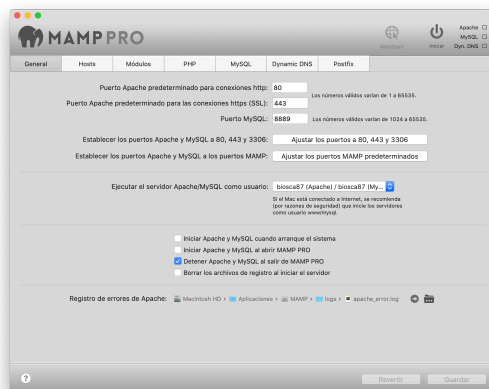 MAMP PRO
WebStart
Iniciar
Apache
MySQL
Dyn. DNS
General
Hosts
Módulos
PHP
MySQL
Dynamic DNS
Postfix
Puerto Apache predeterminado para conexiones http: 80
Los números válidos varían de 1 a 65535.
Puerto Apache predeterminado para las conexiones https (SSL): 443
Puerto MySQL: 8889 Los números válidos varían de 1024 a 65535.
Establecer los puertos Apache y MySQL a 80, 443 y 3306: Ajustar los puertos a 80, 443 y 3306
Establecer los puertos Apache y MySQL a los puertos MAMP: Ajustar los puertos MAMP predeterminados
Ejecutar el servidor Apache/MySQL como usuario: biosca87 (Apache) / biosca87 (My...
Si el Mac está conectado a Internet, se recomienda
(por razones de seguridad) que inicie los servidores
como usuario www/mysql.
Iniciar Apache y MySQL cuando arranque el sistema
Iniciar Apache y MySQL al abrir MAMP PRO
Detener Apache y MySQL al salir de MAMP PRO
Borrar los archivos de registro al iniciar el servidor
Registro de errores de Apache: Macintosh HD Aplicaciones MAMP logs apache_error.log
?
Revertir
Guardar